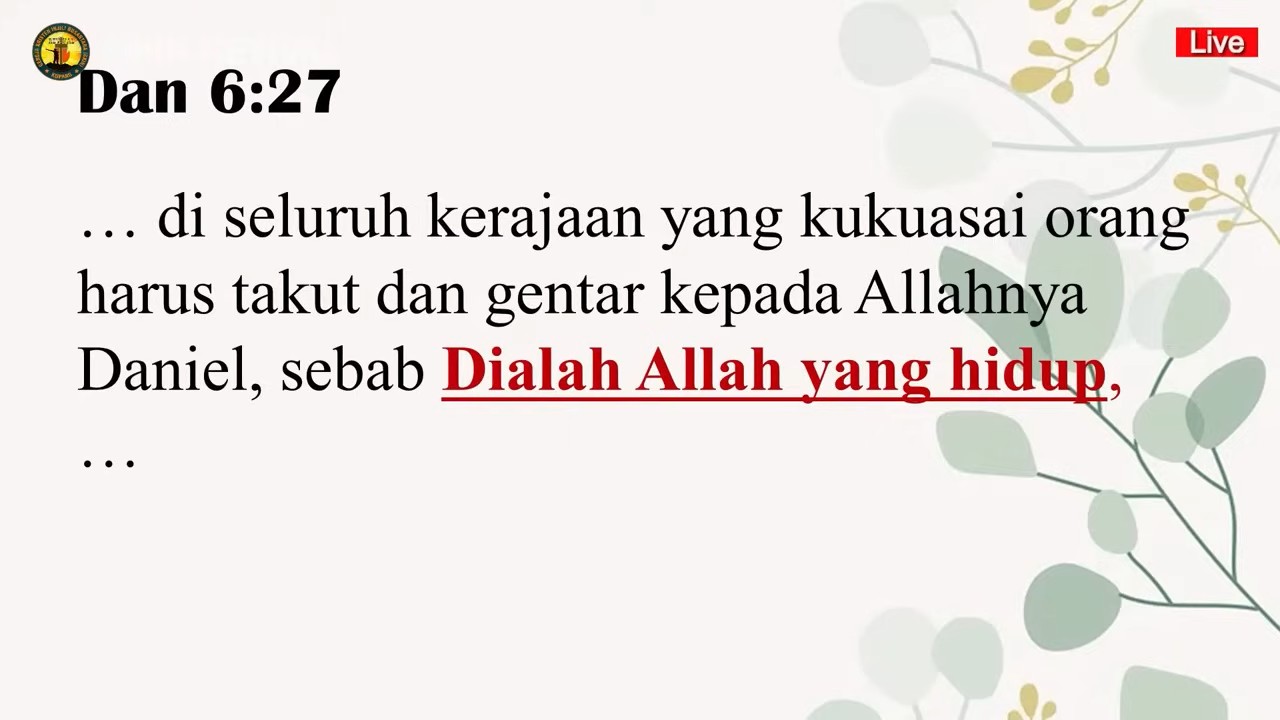 Live
Dan 6:27
… di seluruh kerajaan yang kukuasai orang
harus takut dan gentar kepada Allahnya
Daniel, sebab Dialah Allah yang hidup,
…